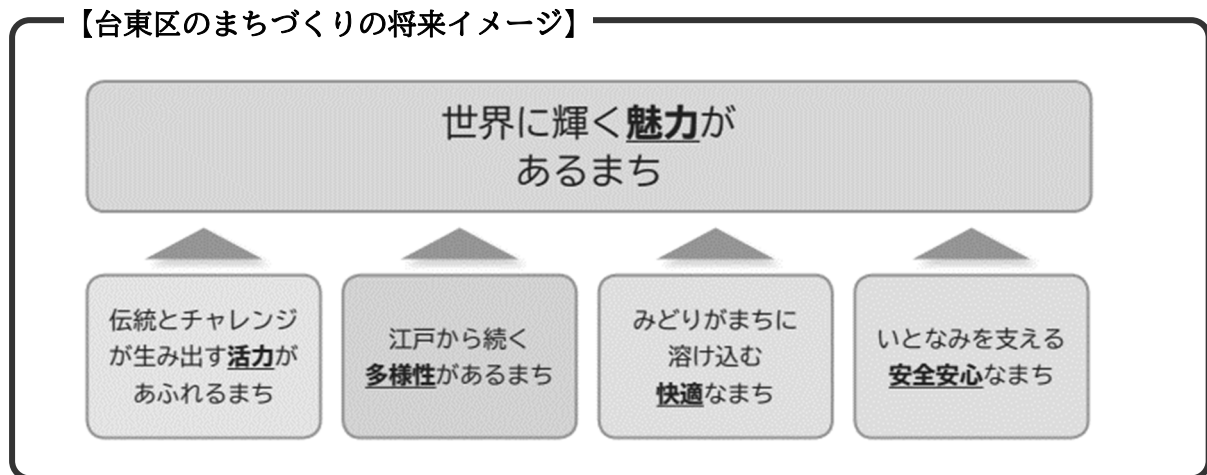 【台東区のまちづくりの将来イメージ】
世界に輝く魅力が
あるまち
伝統とチャレンジ
が生み出す活力が
あふれるまち
江戸から続く
多様性があるまち
みどりがまちに
溶け込む
快適なまち
いとなみを支える
安全安心なまち